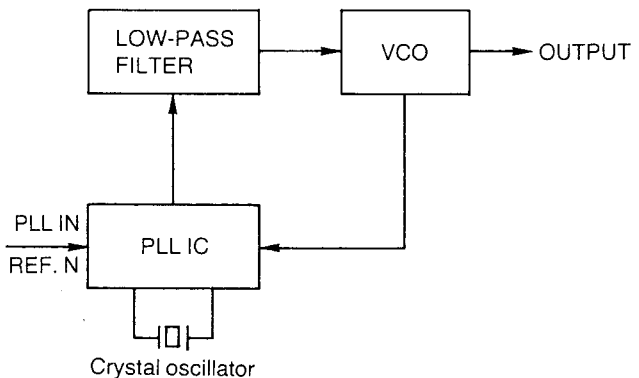 LOW-PASS
FILTER
VCO
OUTPUT
PLL IN
REF. N
PLL IC
Crystal oscillator